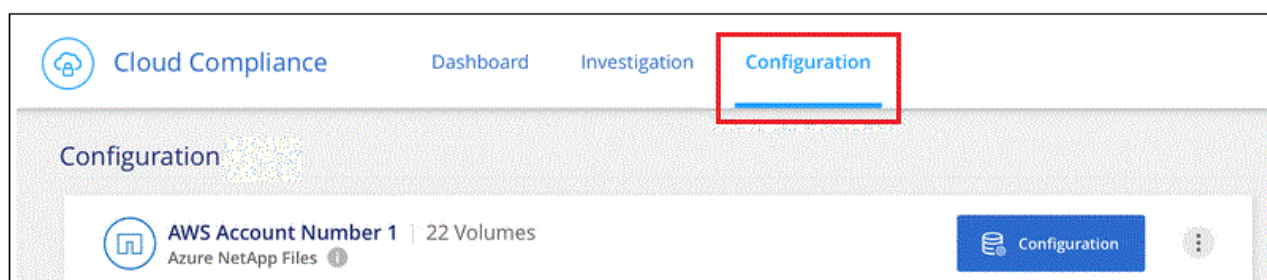 Cloud Compliance Dashboard Investigation Configuration
Configuration
AWS Account Number 1 | 22 Volumes
Azure NetApp Files
Configuration